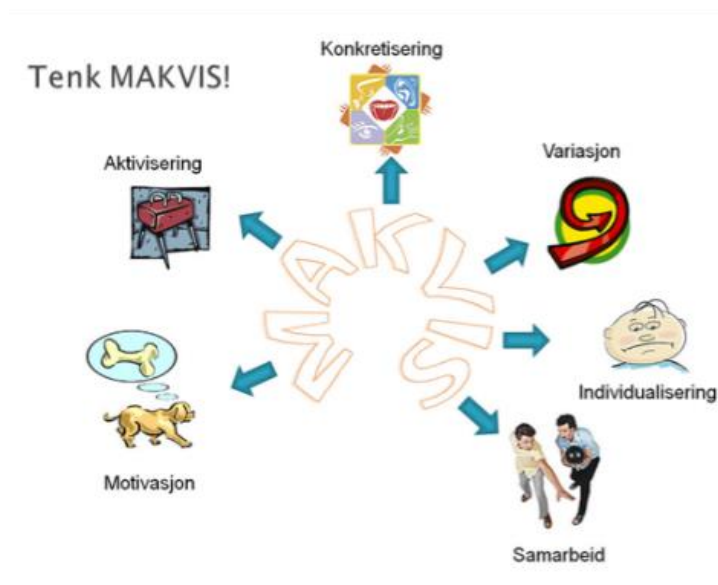 Tenk MAKVIS!
Konkretisering
Aktivisering
Variasjon
MAKVIS
Individualisering
Motivasjon
Samarbeid